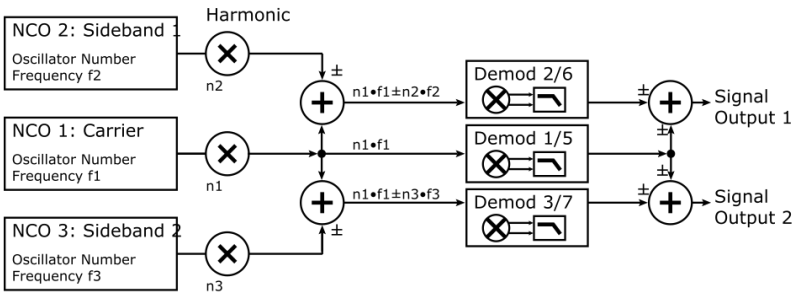 Harmonic
NCO 2: Sideband 1
Oscillator Number
Frequency f2
n2
±
n1•f1±n2•f2
Demod 2/6
±
Signal
Output 1
±
NCO 1: Carrier
Oscillator Number
Frequency f1
n1
n1•f1
Demod 1/5
±
n1•f1±n3•f3
Demod 3/7
±
Signal
Output 2
±
NCO 3: Sideband 2
Oscillator Number
Frequency f3
n3